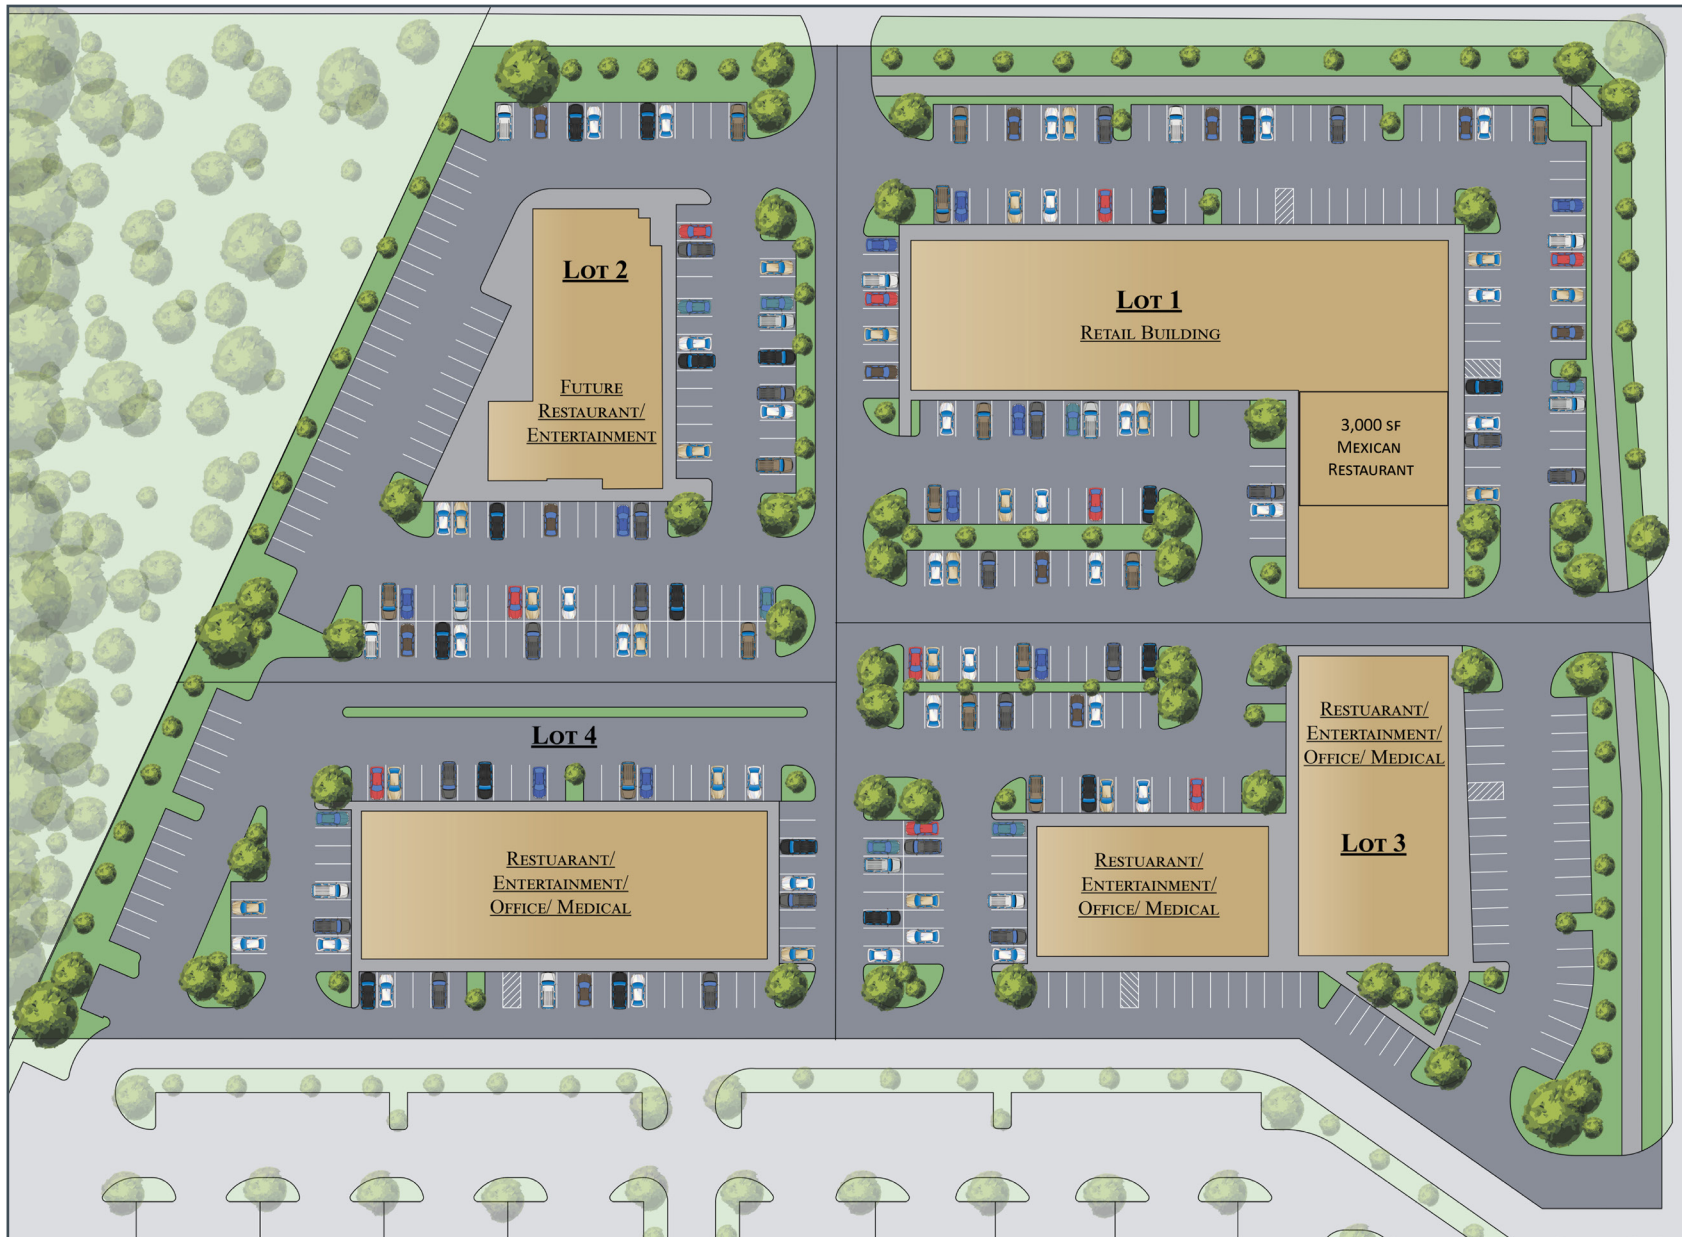 Lot 2
Future
Restaurant/
Entertainment
Lot 1
Retail Building
3,000 sf
Mexican
Restaurant
Lot 4
Restuarant/
Entertainment/
Office/ Medical
Restuarant/
Entertainment/
Office/ Medical
Restuarant/
Entertainment/
Office/ Medical
Lot 3